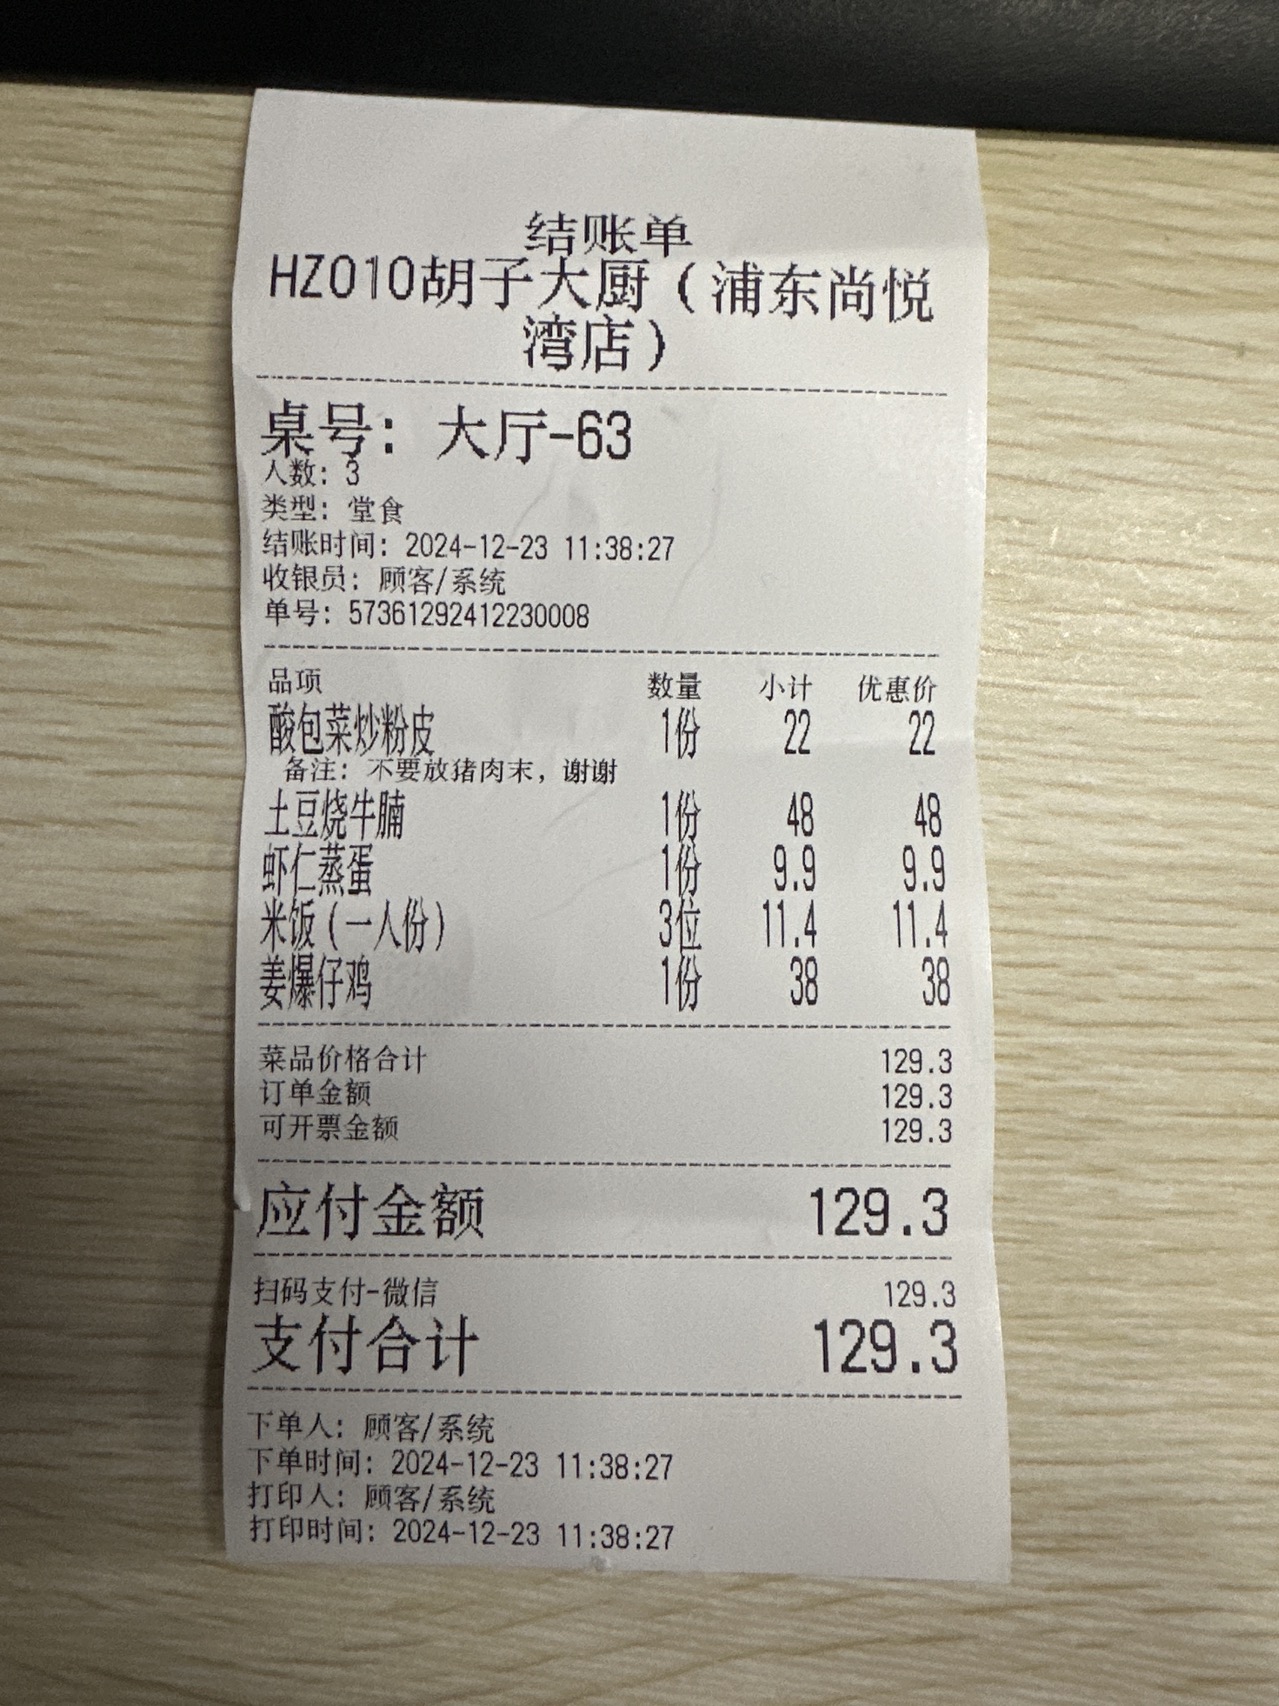 结账单
HZ010胡子大厨（浦东尚悦
湾店）
桌号：大厅-63
人数：3
类型：堂食
结账时间：2024-12-23 11:38:27
收银员：顾客/系统
单号：57361292412230008
品项 数量 小计 优惠价
酸包菜炒粉皮 1份 22 22
备注：不要放猪肉末，谢谢
土豆烧牛腩 1份 48 48
虾仁蒸蛋 1份 9.9 9.9
米饭（一人份） 3位 11.4 11.4
姜爆仔鸡 1份 38 38
菜品价格合计 129.3
订单金额 129.3
可开票金额 129.3
应付金额 129.3
扫码支付-微信 129.3
支付合计 129.3
下单人：顾客/系统
下单时间：2024-12-23 11:38:27
打印人：顾客/系统
打印时间：2024-12-23 11:38:27